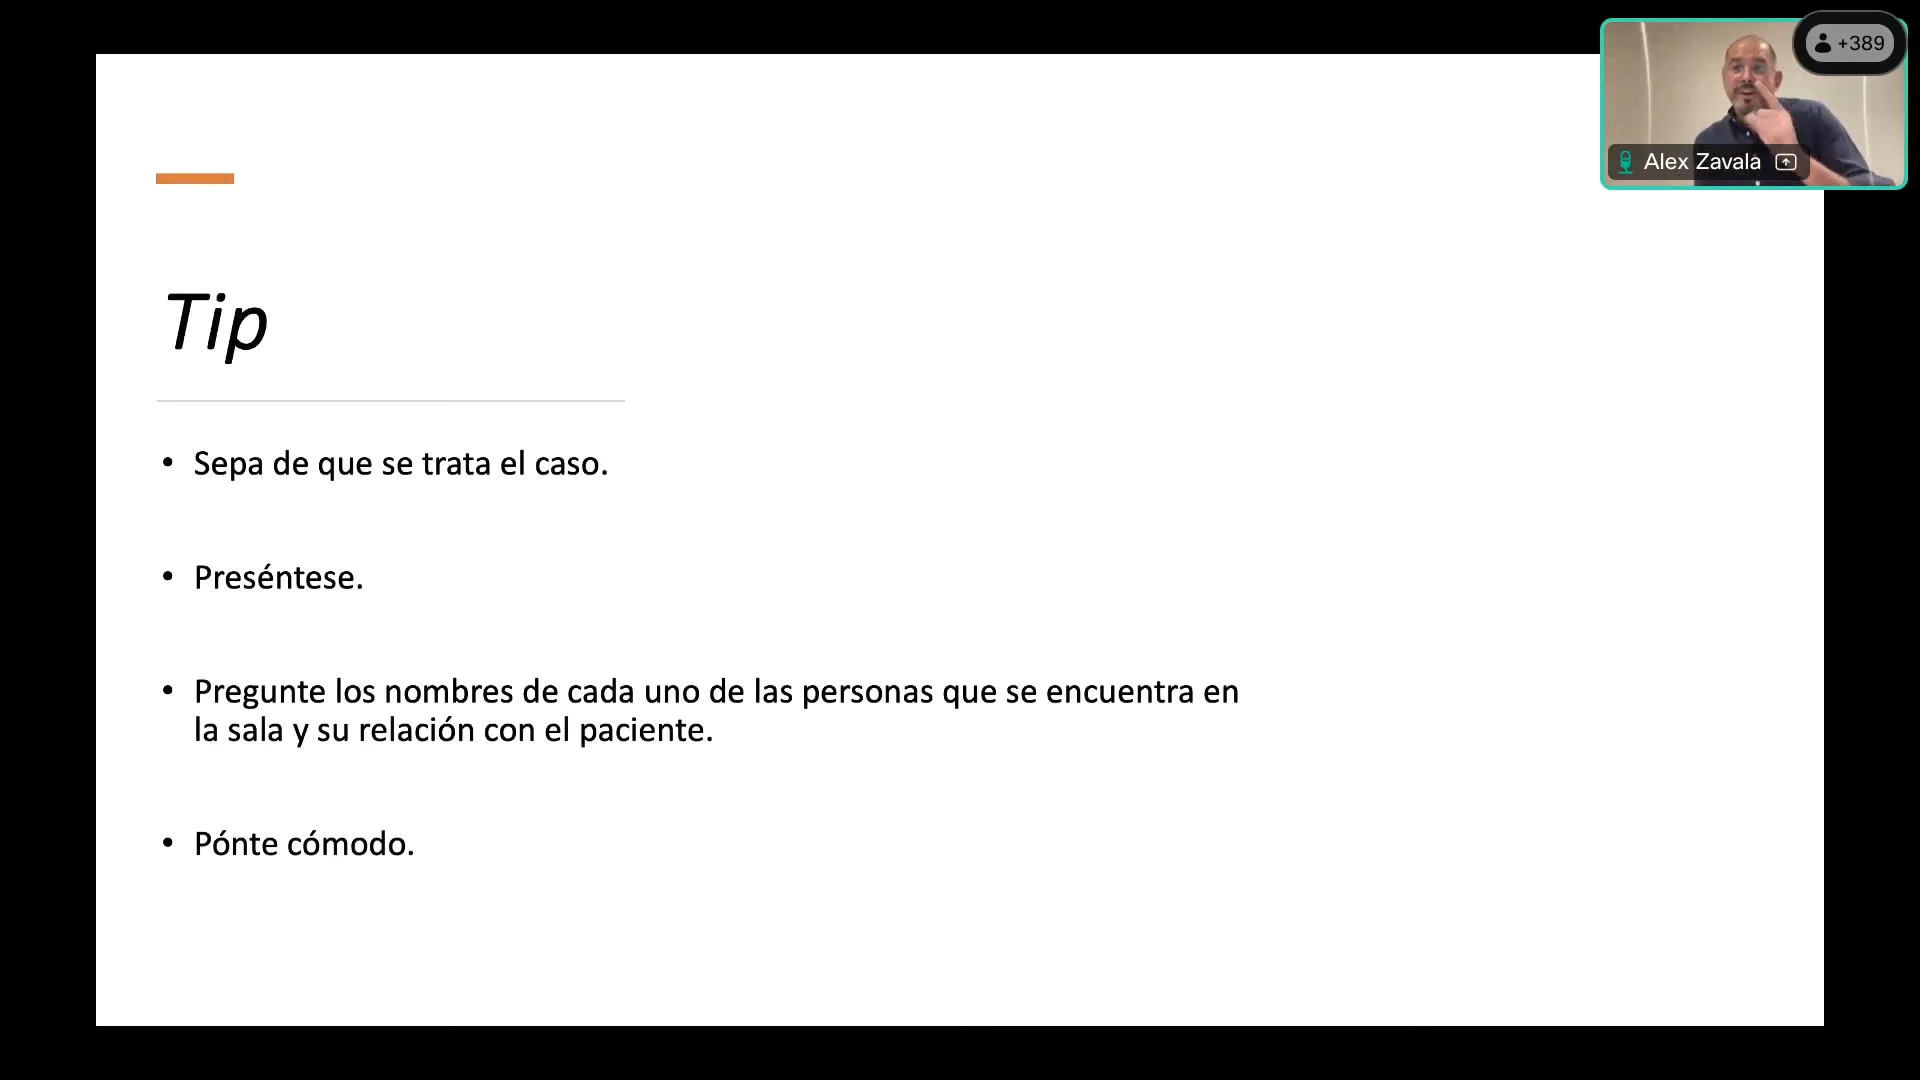 +389
Alex Zavala
Tip
• Sepa de que se trata el caso.
• Preséntese.
• Pregunte los nombres de cada uno de las personas que se encuentra en
la sala y su relación con el paciente.
• Pónte cómodo.